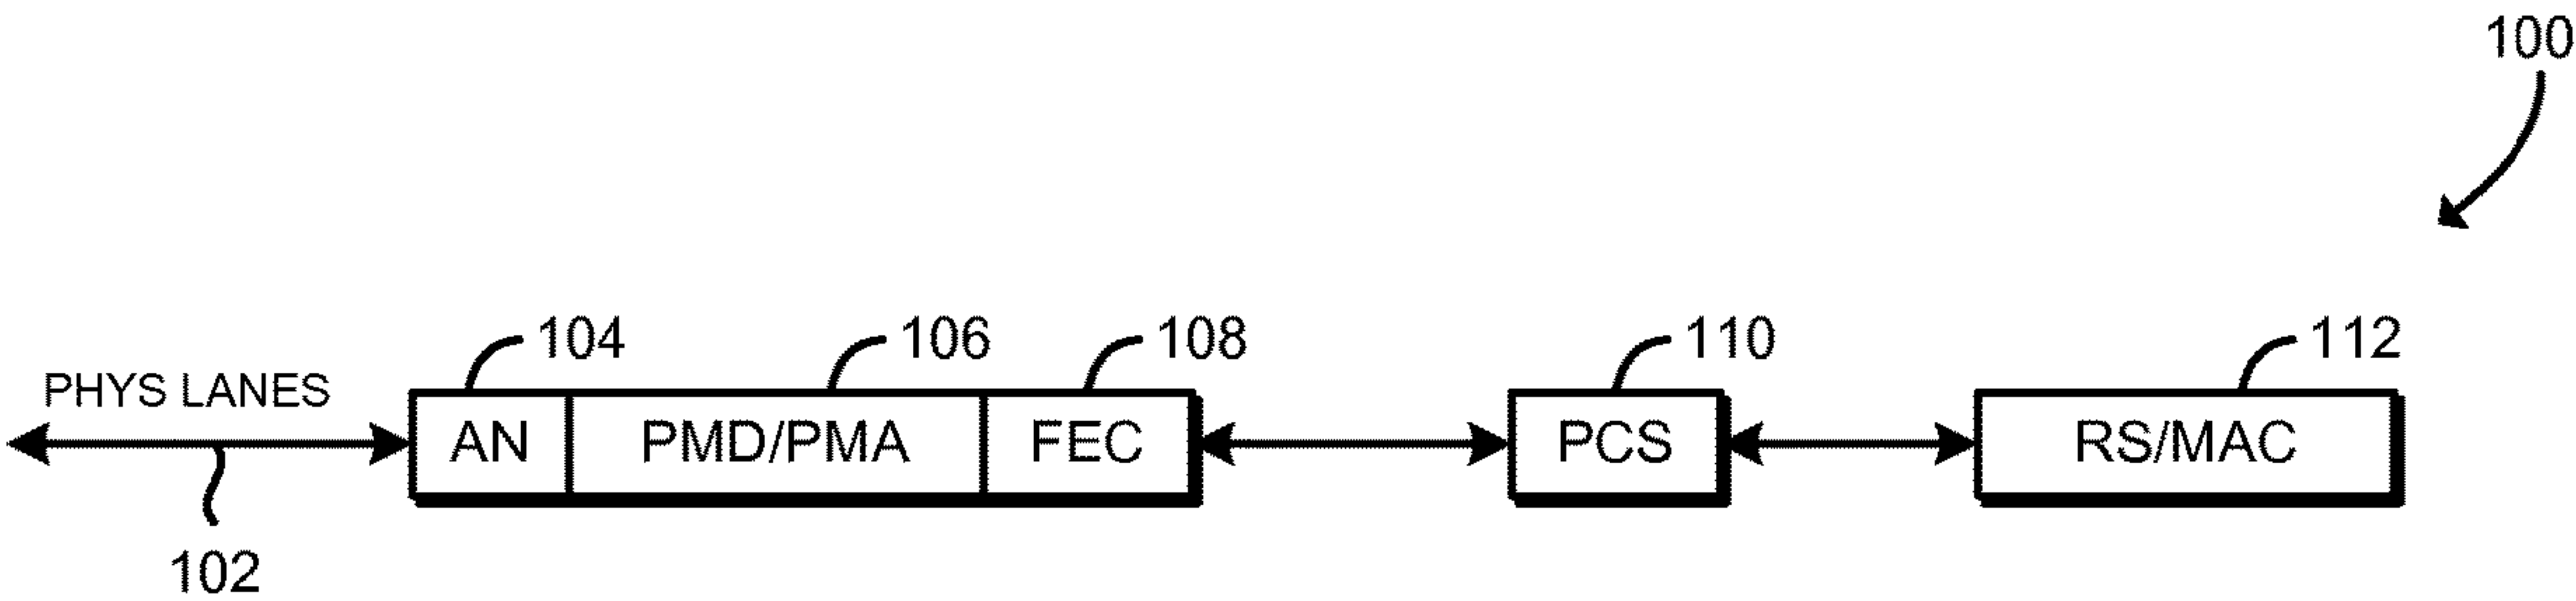 100
104 106 108 110 112
PHYS LANES
AN PMD/PMA FEC PCS RS/MAC
102